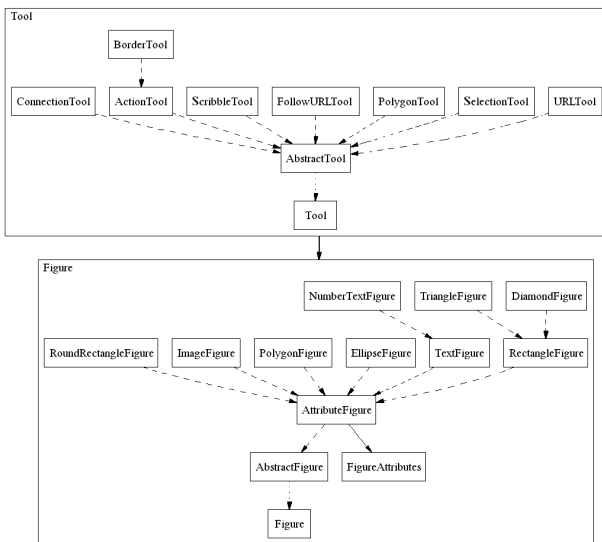 Tool
BorderTool
ConnectionTool ActionTool ScribbleTool FollowURLTool PolygonTool SelectionTool URLTool
AbstractTool
Tool
Figure
NumberTextFigure TriangleFigure DiamondFigure
RoundRectangleFigure ImageFigure PolygonFigure EllipseFigure TextFigure RectangleFigure
AttributeFigure
AbstractFigure FigureAttributes
Figure